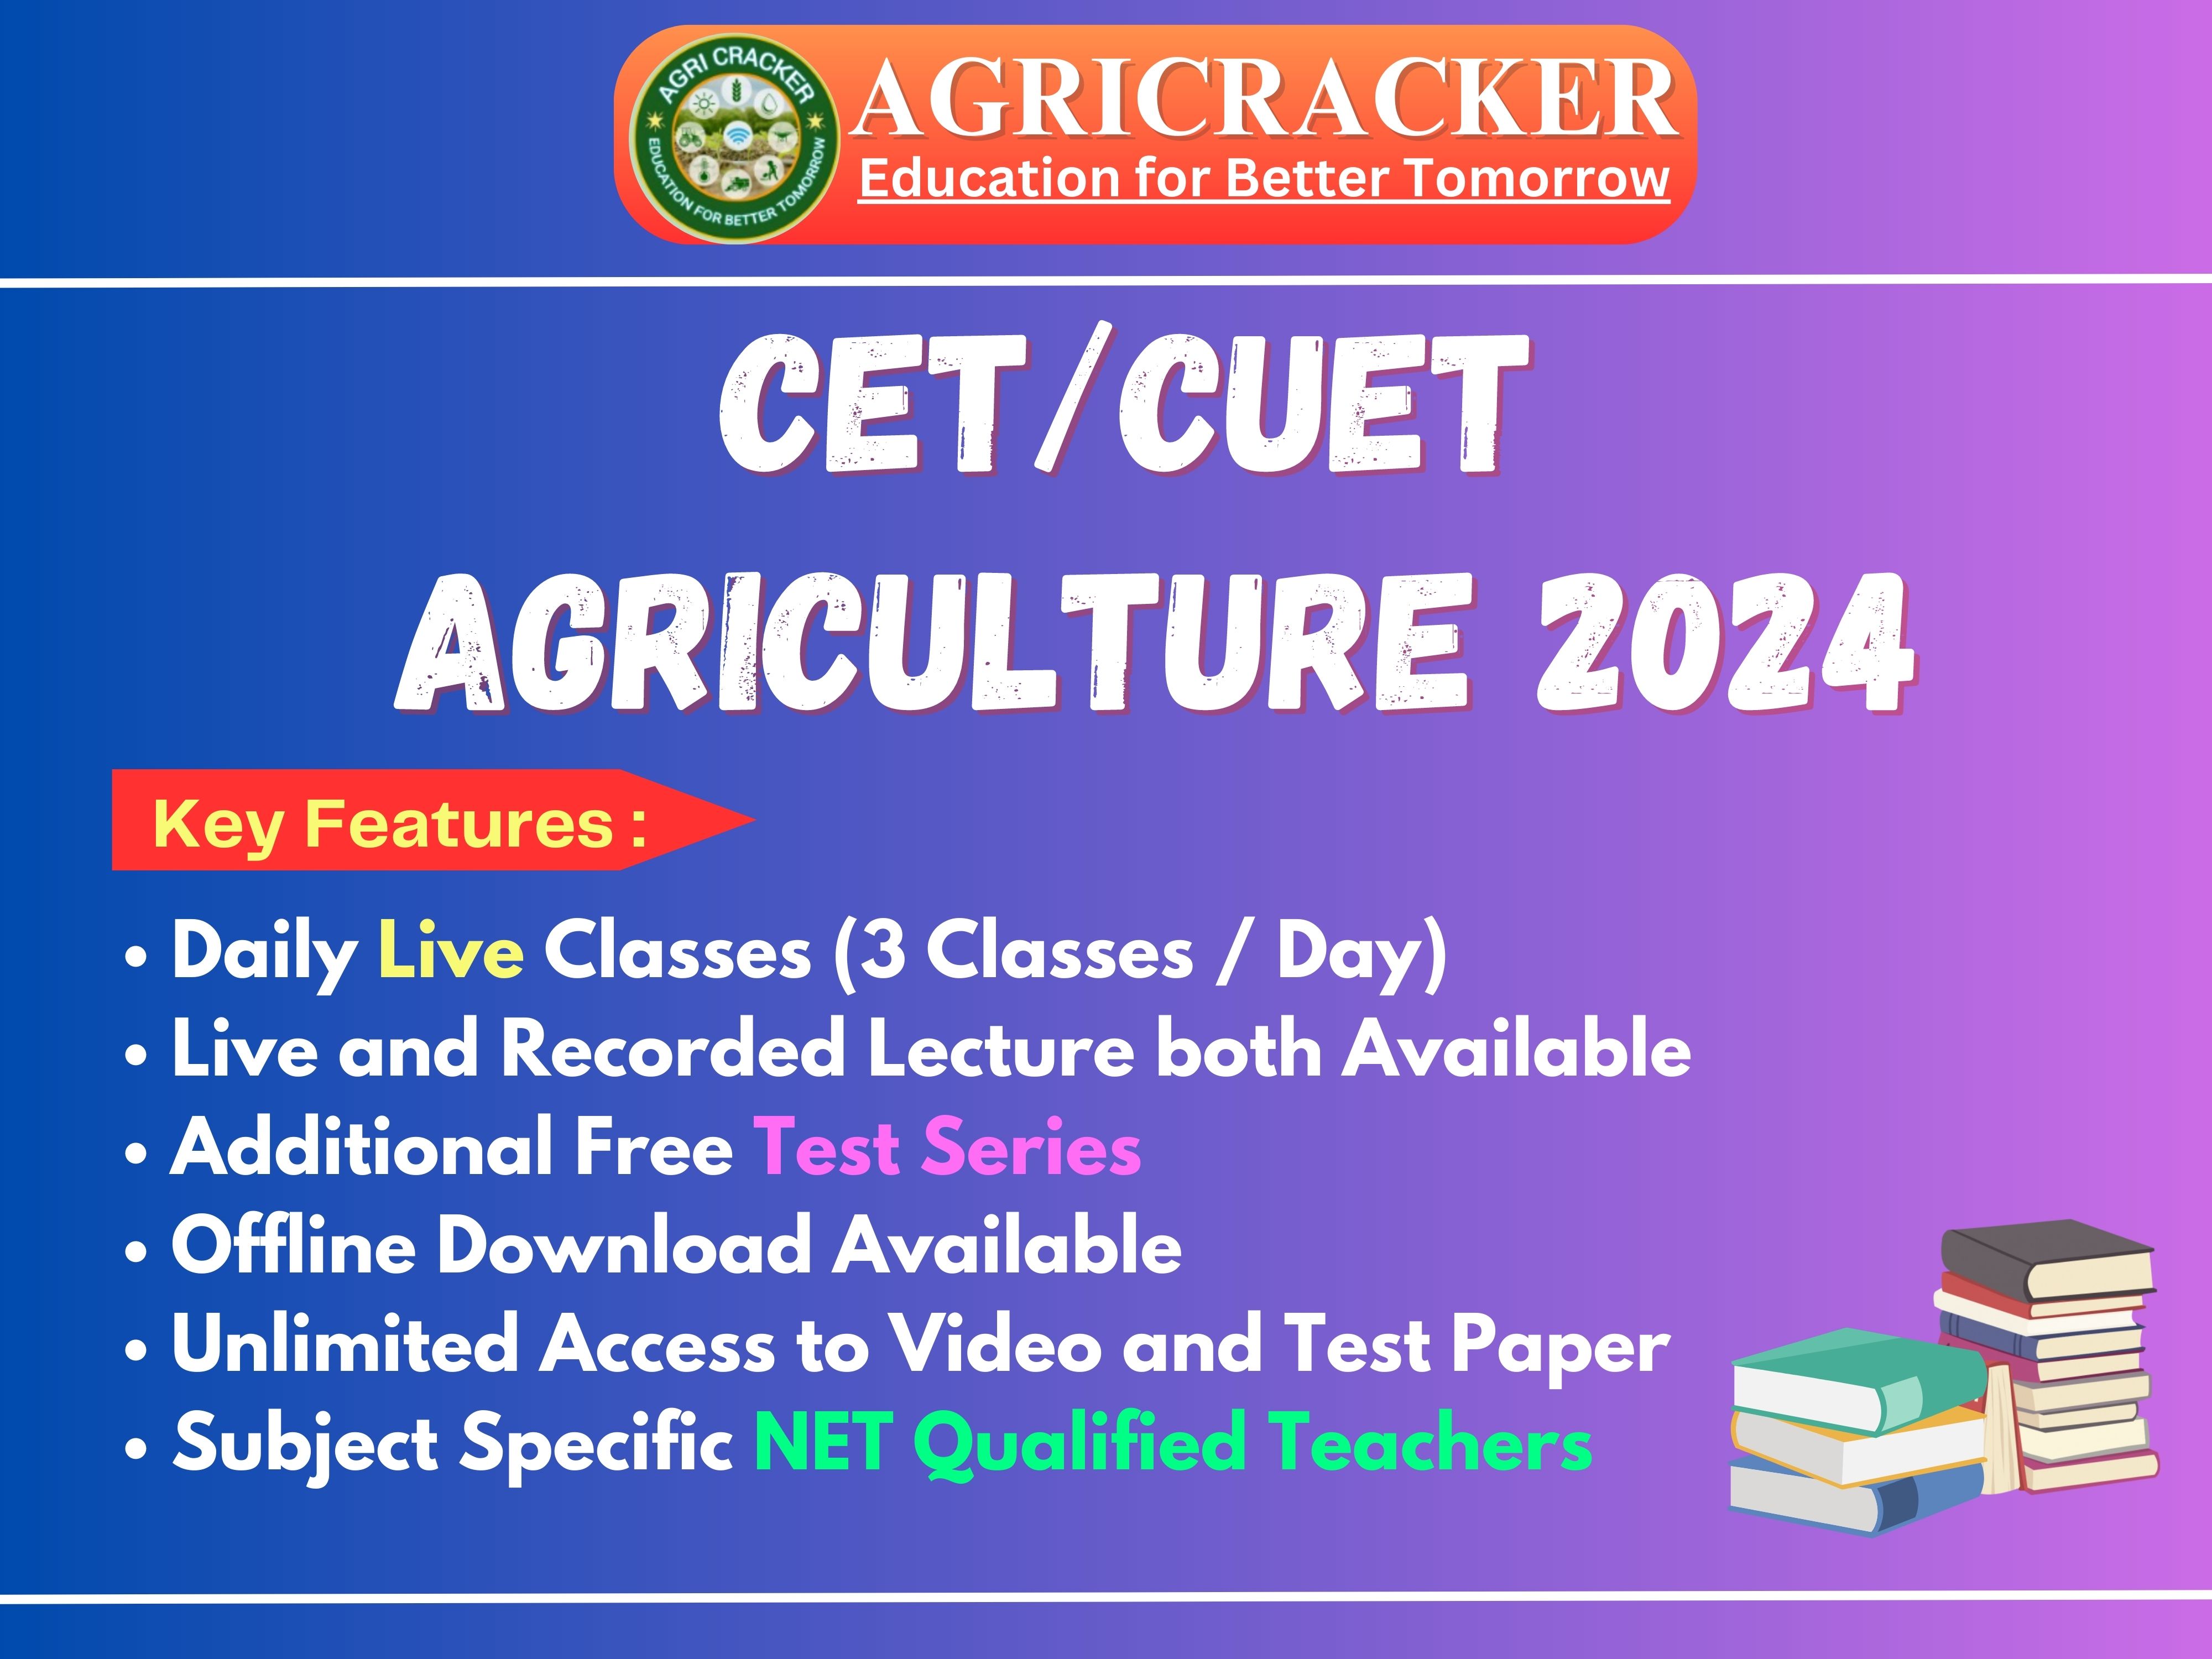 AGRI CRACKER
EDUCATION FOR BETTER TOMORROW
AGRICRACKER
Education for Better Tomorrow
CET/CUET
AGRICULTURE 2024
Key Features :
• Daily Live Classes (3 Classes / Day)
• Live and Recorded Lecture both Available
• Additional Free Test Series
• Offline Download Available
• Unlimited Access to Video and Test Paper
• Subject Specific NET Qualified Teachers